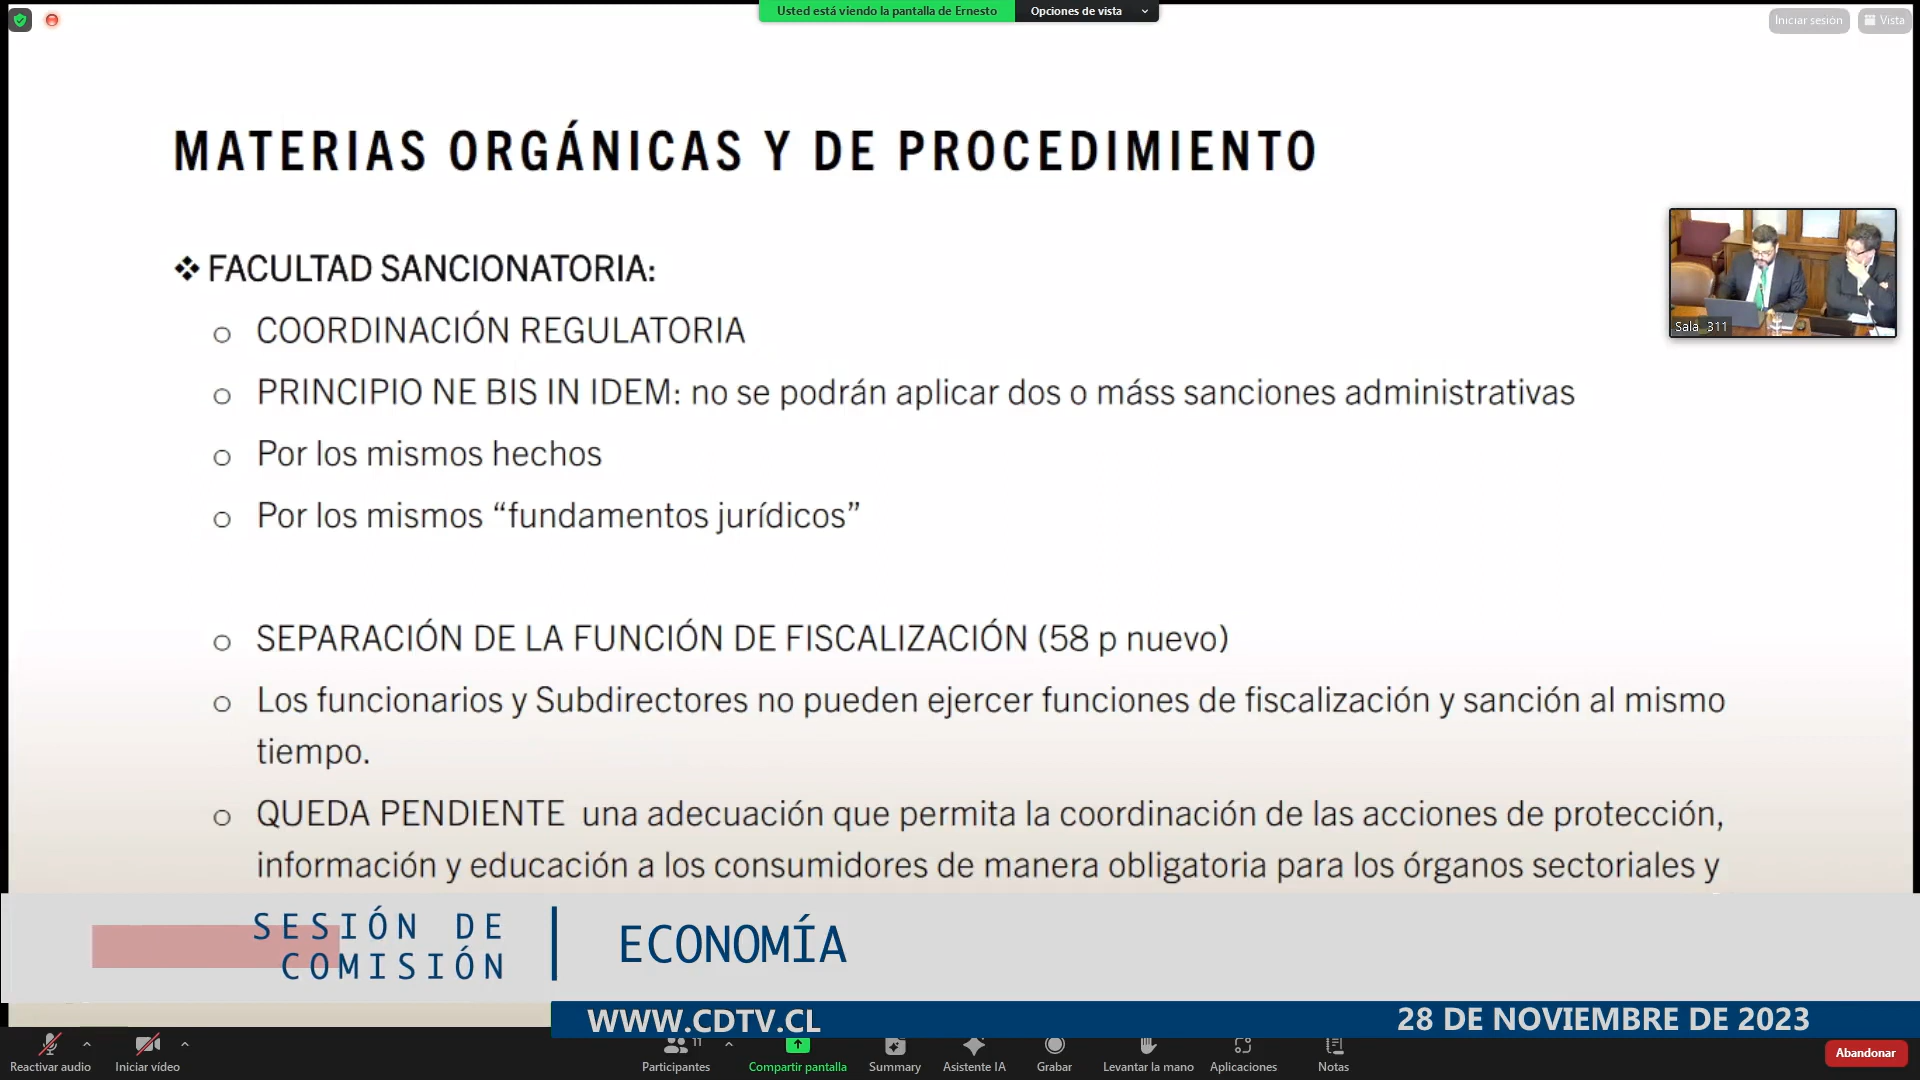 Usted está viendo la pantalla de Ernesto
Opciones de vista
Iniciar sesión
Vista
MATERIAS ORGÁNICAS Y DE PROCEDIMIENTO
FACULTAD SANCIONATORIA:
COORDINACIÓN REGULATORIA
PRINCIPIO NE BIS IN IDEM: no se podrán aplicar dos o máss sanciones administrativas
Por los mismos hechos
Por los mismos “fundamentos jurídicos”
SEPARACIÓN DE LA FUNCIÓN DE FISCALIZACIÓN (58 p nuevo)
Los funcionarios y Subdirectores no pueden ejercer funciones de fiscalización y sanción al mismo
tiempo.
QUEDA PENDIENTE una adecuación que permita la coordinación de las acciones de protección,
información y educación a los consumidores de manera obligatoria para los órganos sectoriales y
Sala 311
SESIÓN DE
COMISIÓN
ECONOMÍA
WWW.CDTV.CL
28 DE NOVIEMBRE DE 2023
Reactivar audio
Iniciar vídeo
Participantes
11
Compartir pantalla
Summary
Asistente IA
Grabar
Levantar la mano
Aplicaciones
Notas
Abandonar